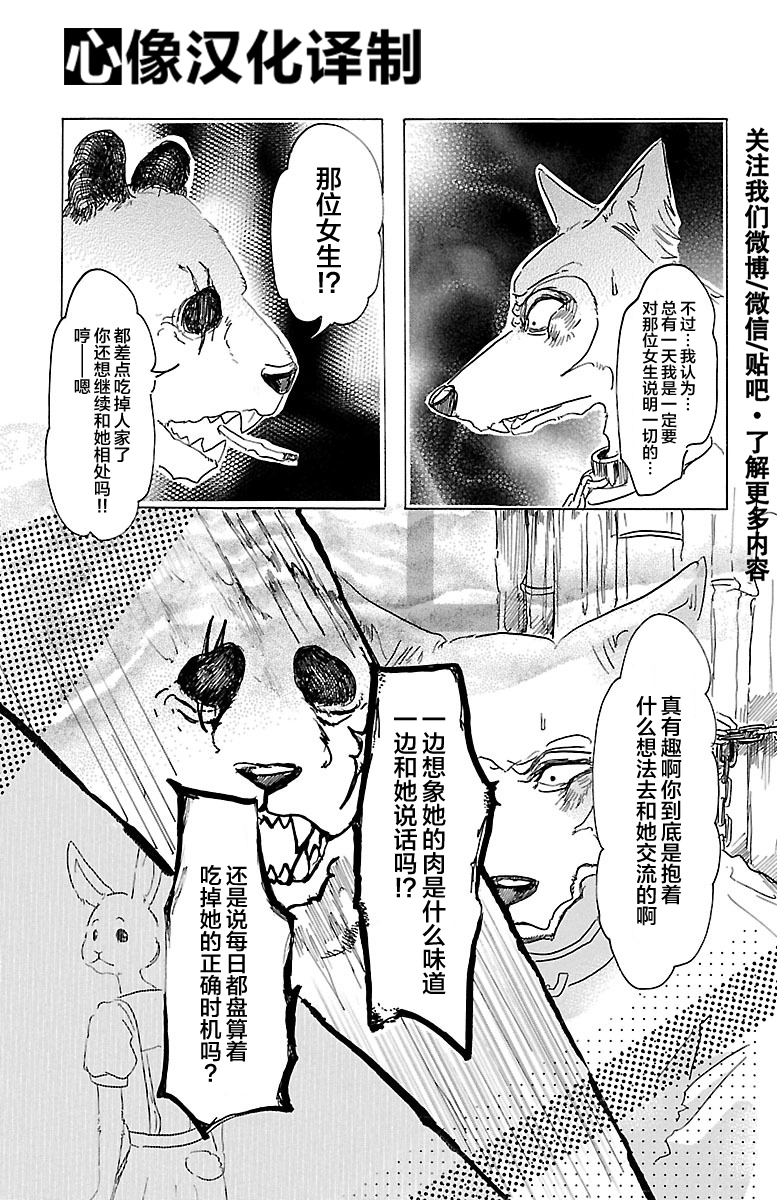 心像汉化译制
关注我们微博/微信/贴吧·了解更多内容
不过…我认为…
总有一天我是一定要
对那位女生说明一切的…
那位女生!?
都差点吃掉人家了
你还想继续和她相处吗!!
哼——嗯
真有趣啊你到底是抱着
什么想法去和她交流的啊
一边想象她的肉是什么味道
一边和她说话吗!?
还是说每日都盘算着
吃掉她的正确时机吗?